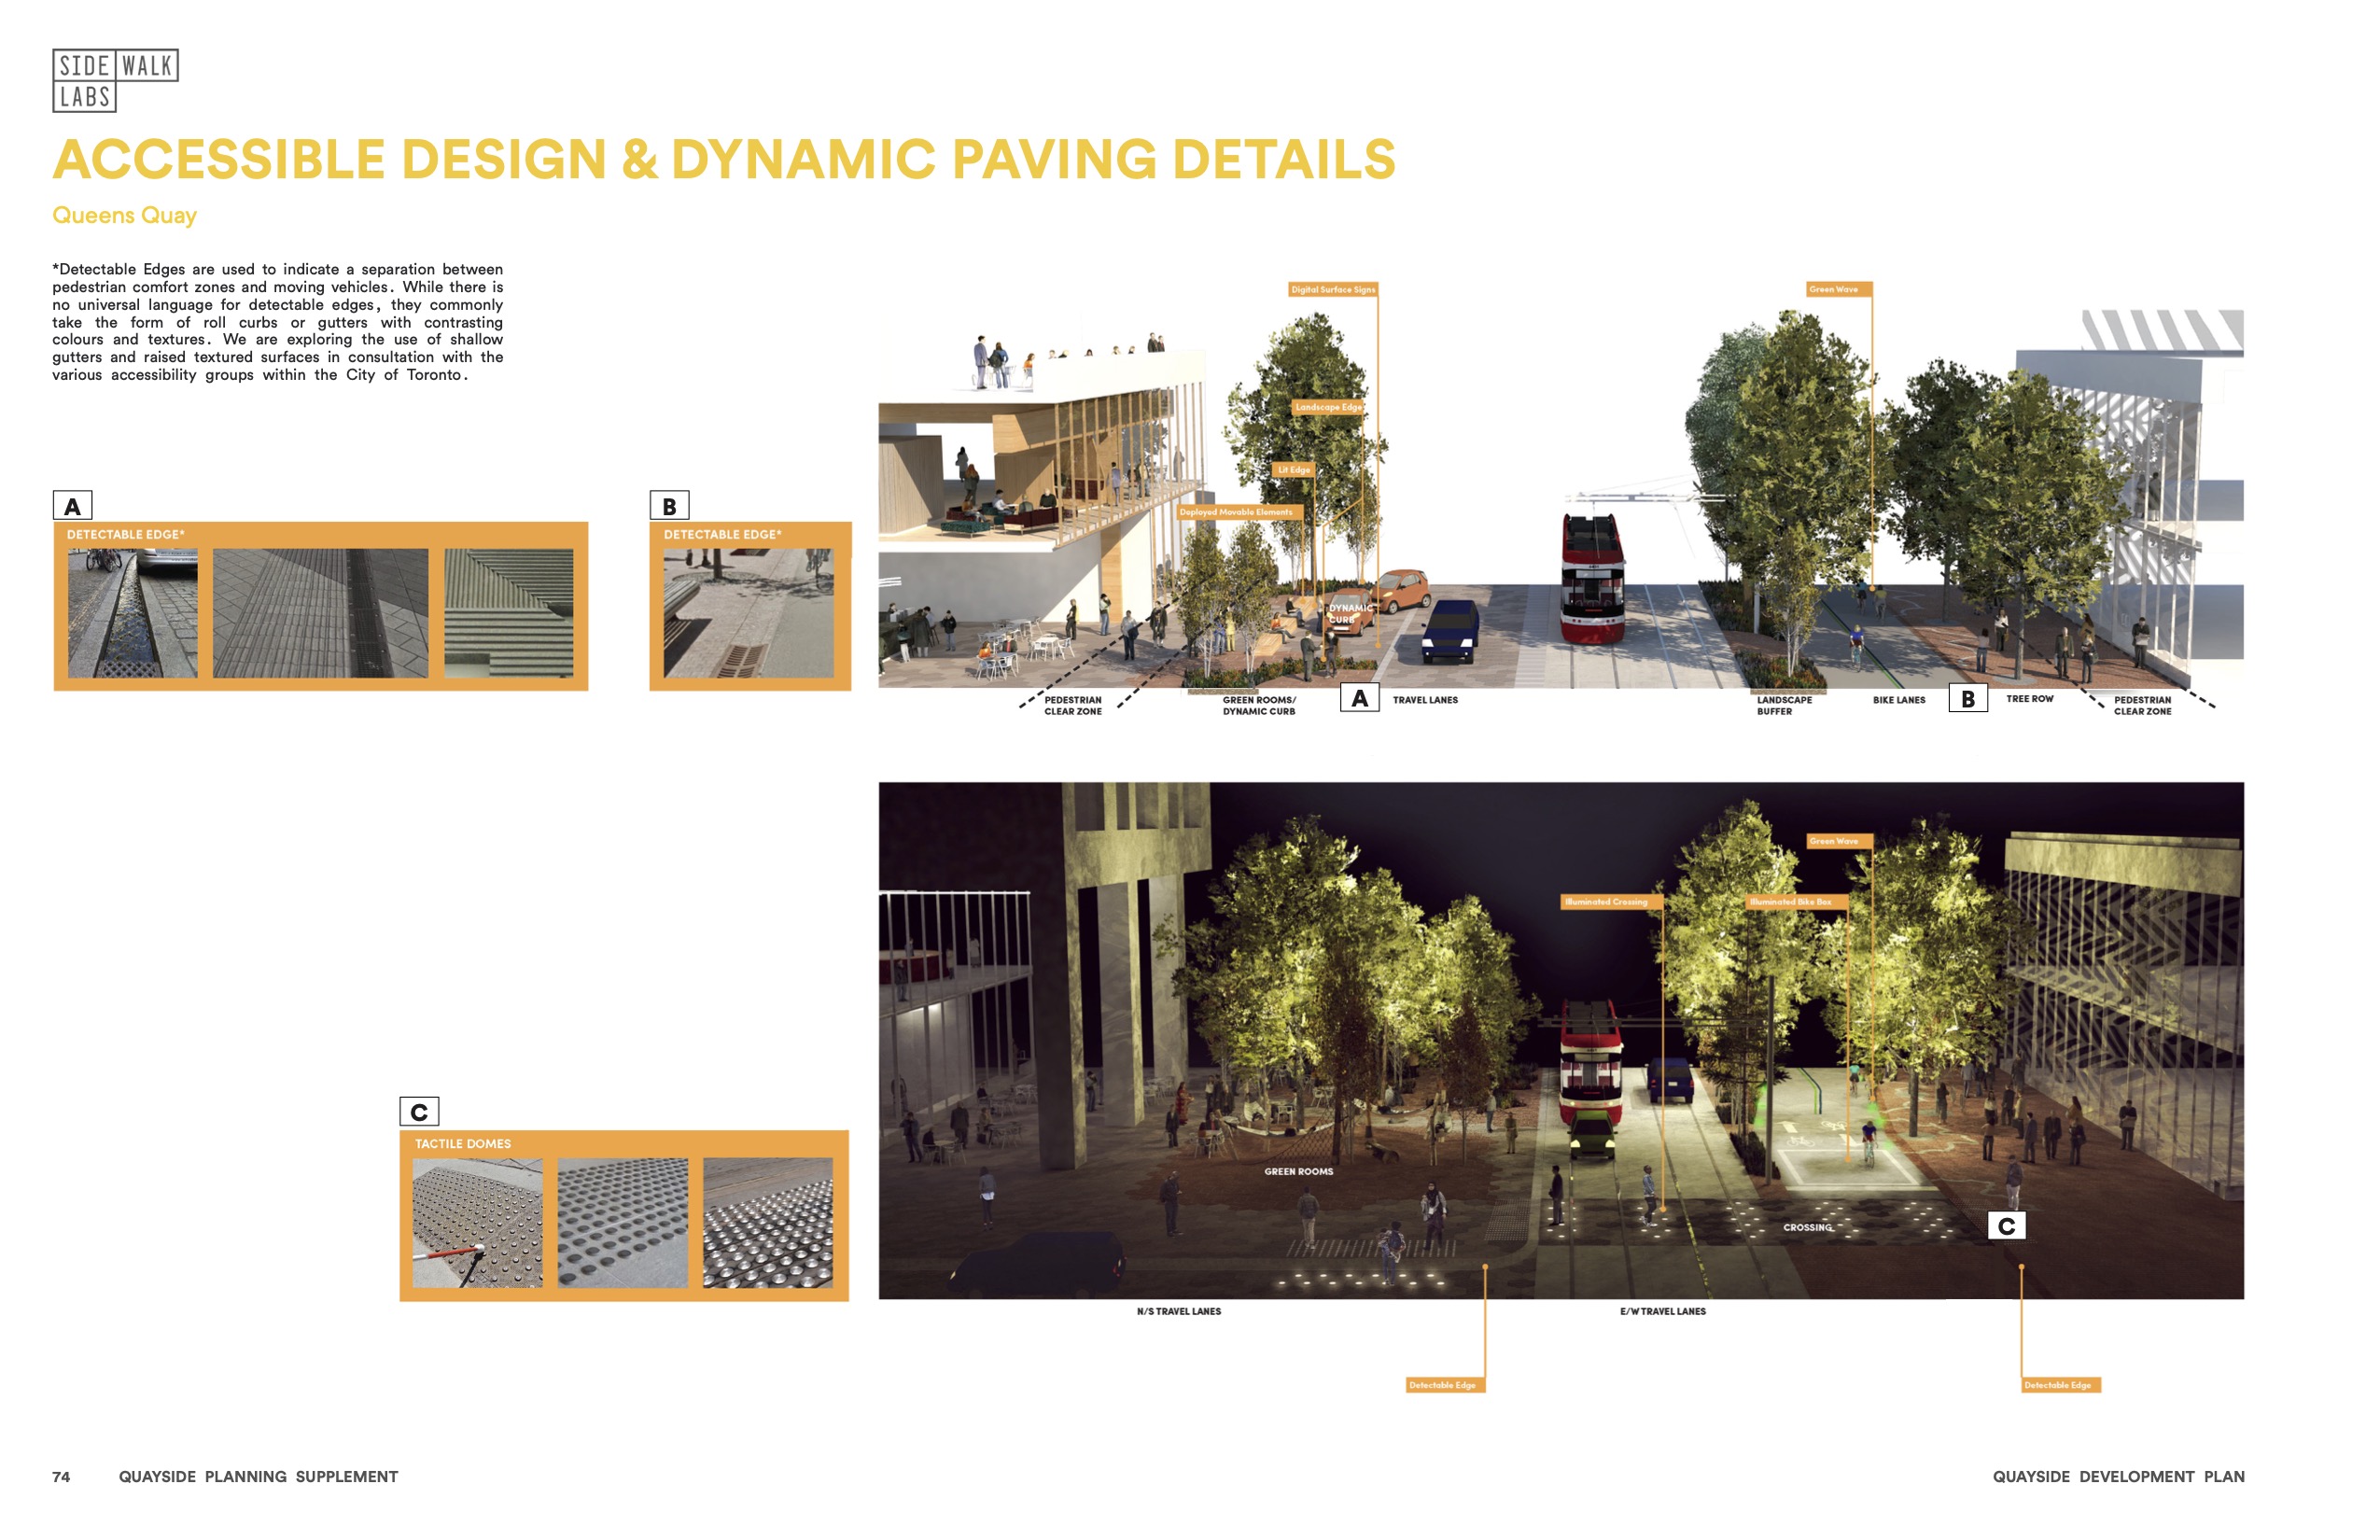 SIDE WALK
LABS
ACCESSIBLE DESIGN & DYNAMIC PAVING DETAILS
Queens Quay
*Detectable Edges are used to indicate a separation between
pedestrian comfort zones and moving vehicles. While there is
no universal language for detectable edges, they commonly
take the form of roll curbs or gutters with contrasting
colours and textures. We are exploring the use of shallow
gutters and raised textured surfaces in consultation with the
various accessibility groups within the City of Toronto.
A
DETECTABLE EDGE*
B
DETECTABLE EDGE*
Digital Surface Signs
Green Wave
Landscape Edge
Lit Edge
Deployed Movable Elements
DYNAMIC
CURB
PEDESTRIAN
CLEAR ZONE
GREEN ROOMS/
DYNAMIC CURB
A
TRAVEL LANES
LANDSCAPE
BUFFER
BIKE LANES
B
TREE ROW
PEDESTRIAN
CLEAR ZONE
C
TACTILE DOMES
Green Wave
Illuminated Crossing
Illuminated Bike Box
GREEN ROOMS
CROSSING
C
N/S TRAVEL LANES
E/W TRAVEL LANES
Detectable Edge
Detectable Edge
74 QUAYSIDE PLANNING SUPPLEMENT
QUAYSIDE DEVELOPMENT PLAN